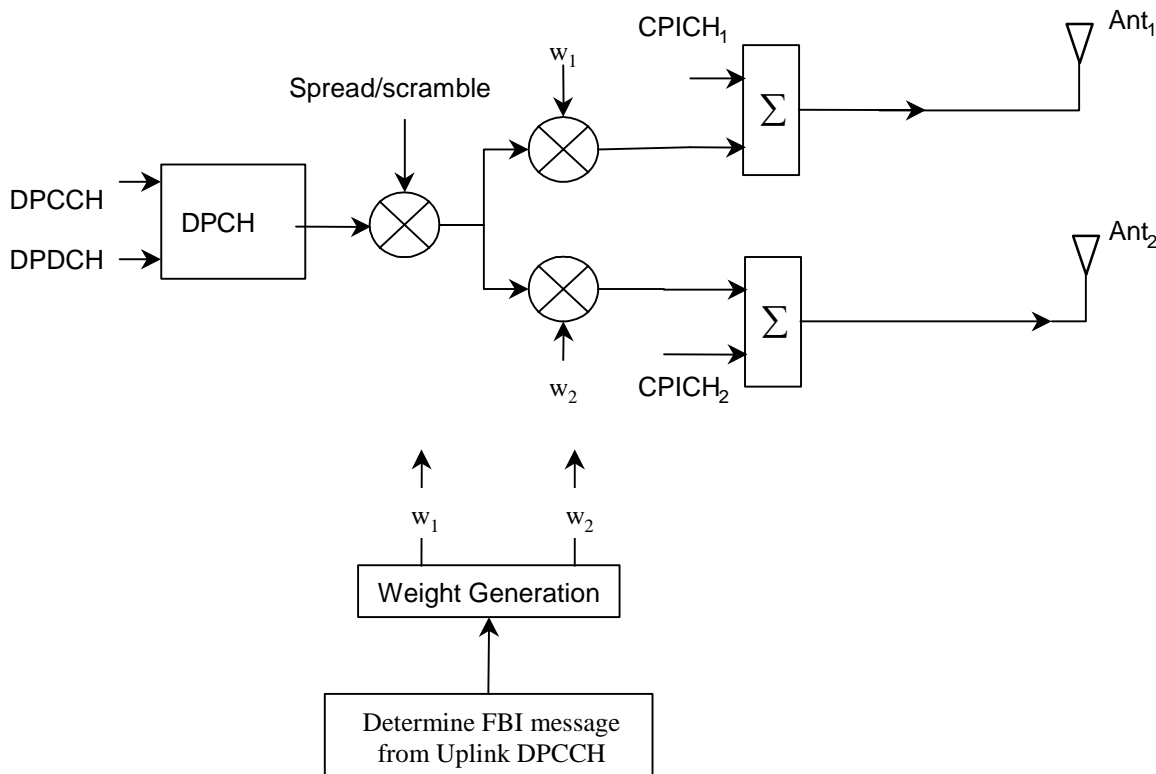 CPICH₁
Ant₁
w₁
Spread/scramble
Σ
DPCCH
DPCH
DPDCH
Ant₂
Σ
w₂
CPICH₂
w₁
w₂
Weight Generation
Determine FBI message
from Uplink DPCCH